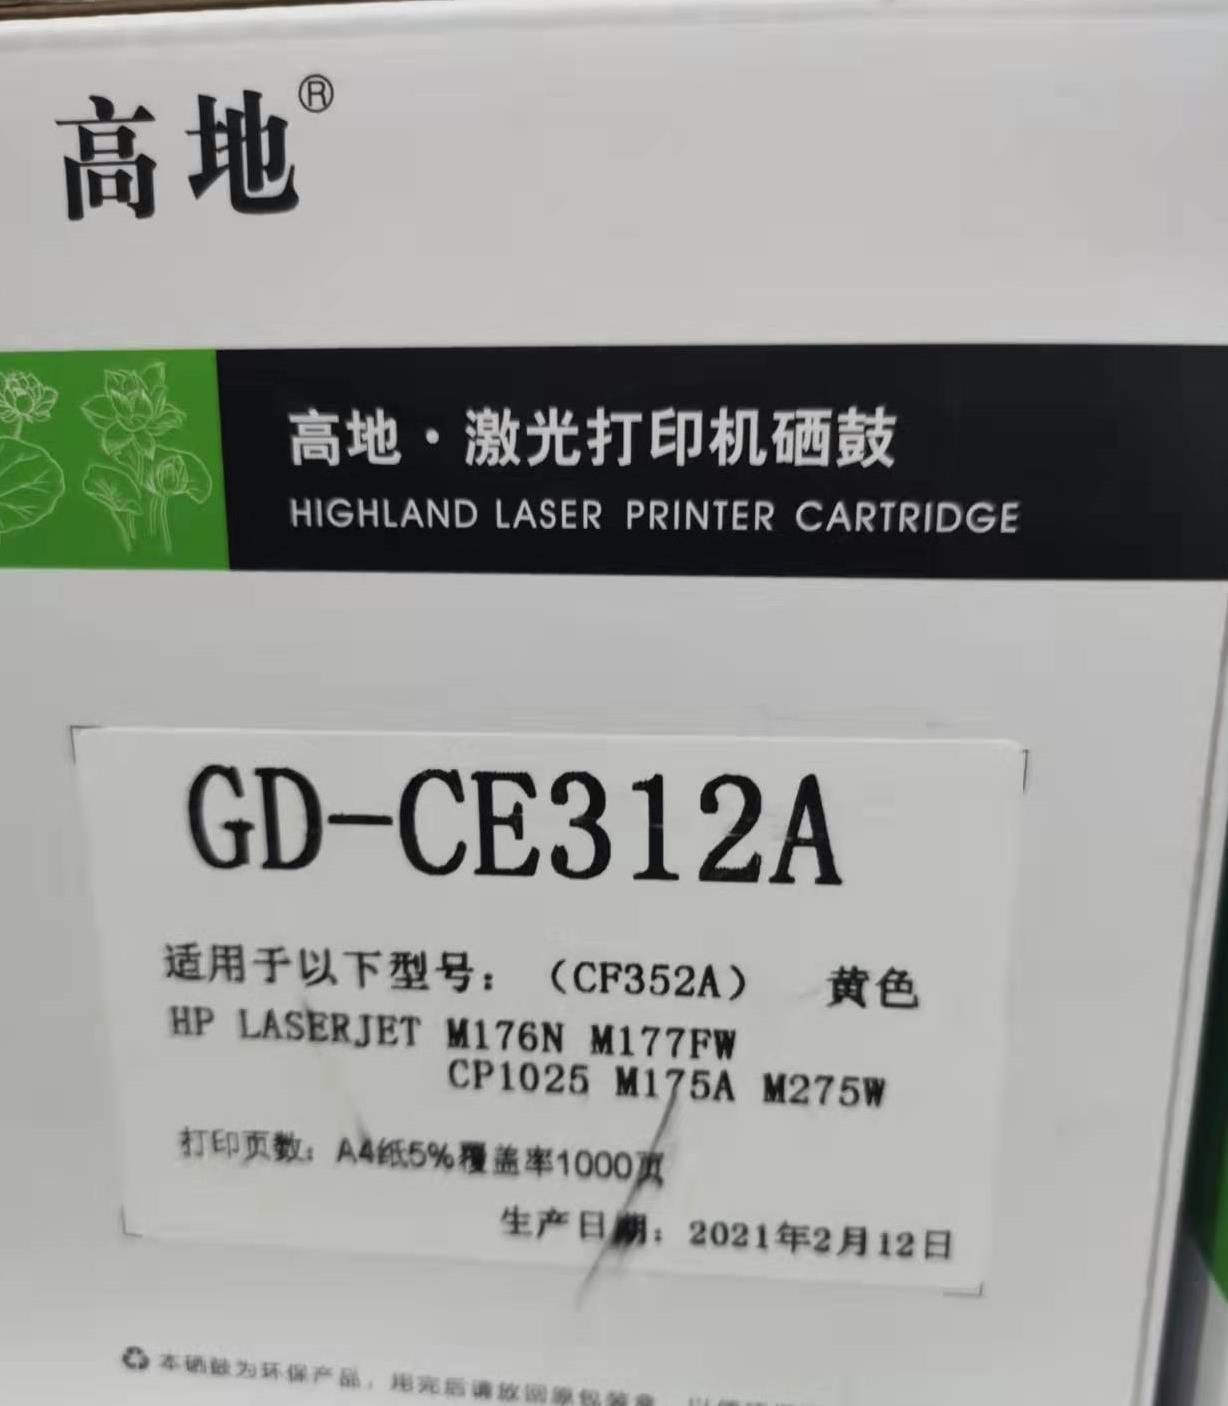 高地®
高地·激光打印机硒鼓
HIGHLAND LASER PRINTER CARTRIDGE
GD-CE312A
适用于以下型号：（CF352A） 黄色
HP LASERJET M176N M177FW
CP1025 M175A M275W
打印页数：A4纸5%覆盖率1000页
生产日期：2021年2月12日
本硒鼓为环保产品，用完后请放回原包装盒，以便